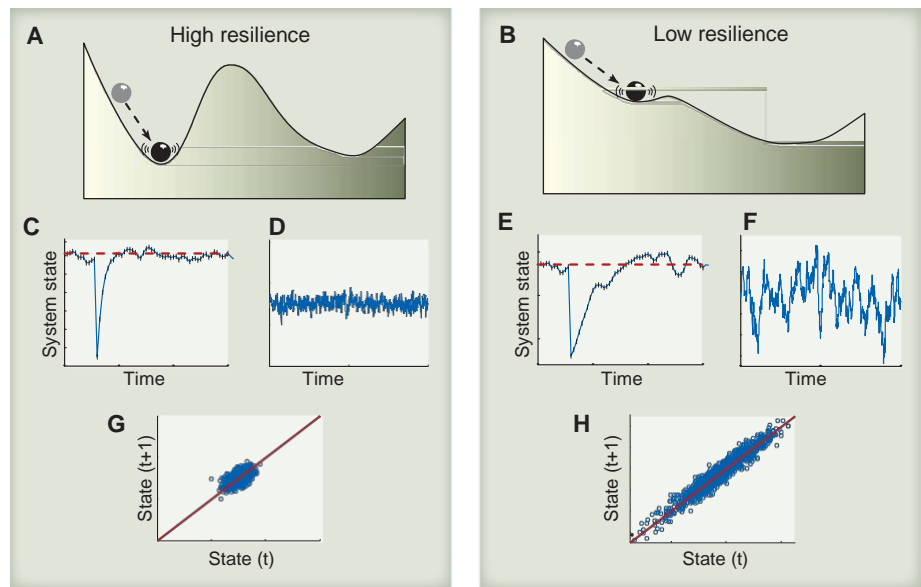 A
High resilience
C
D
System state
Time
Time
G
State (t+1)
State (t)
B
Low resilience
E
F
System state
Time
Time
H
State (t+1)
State (t)